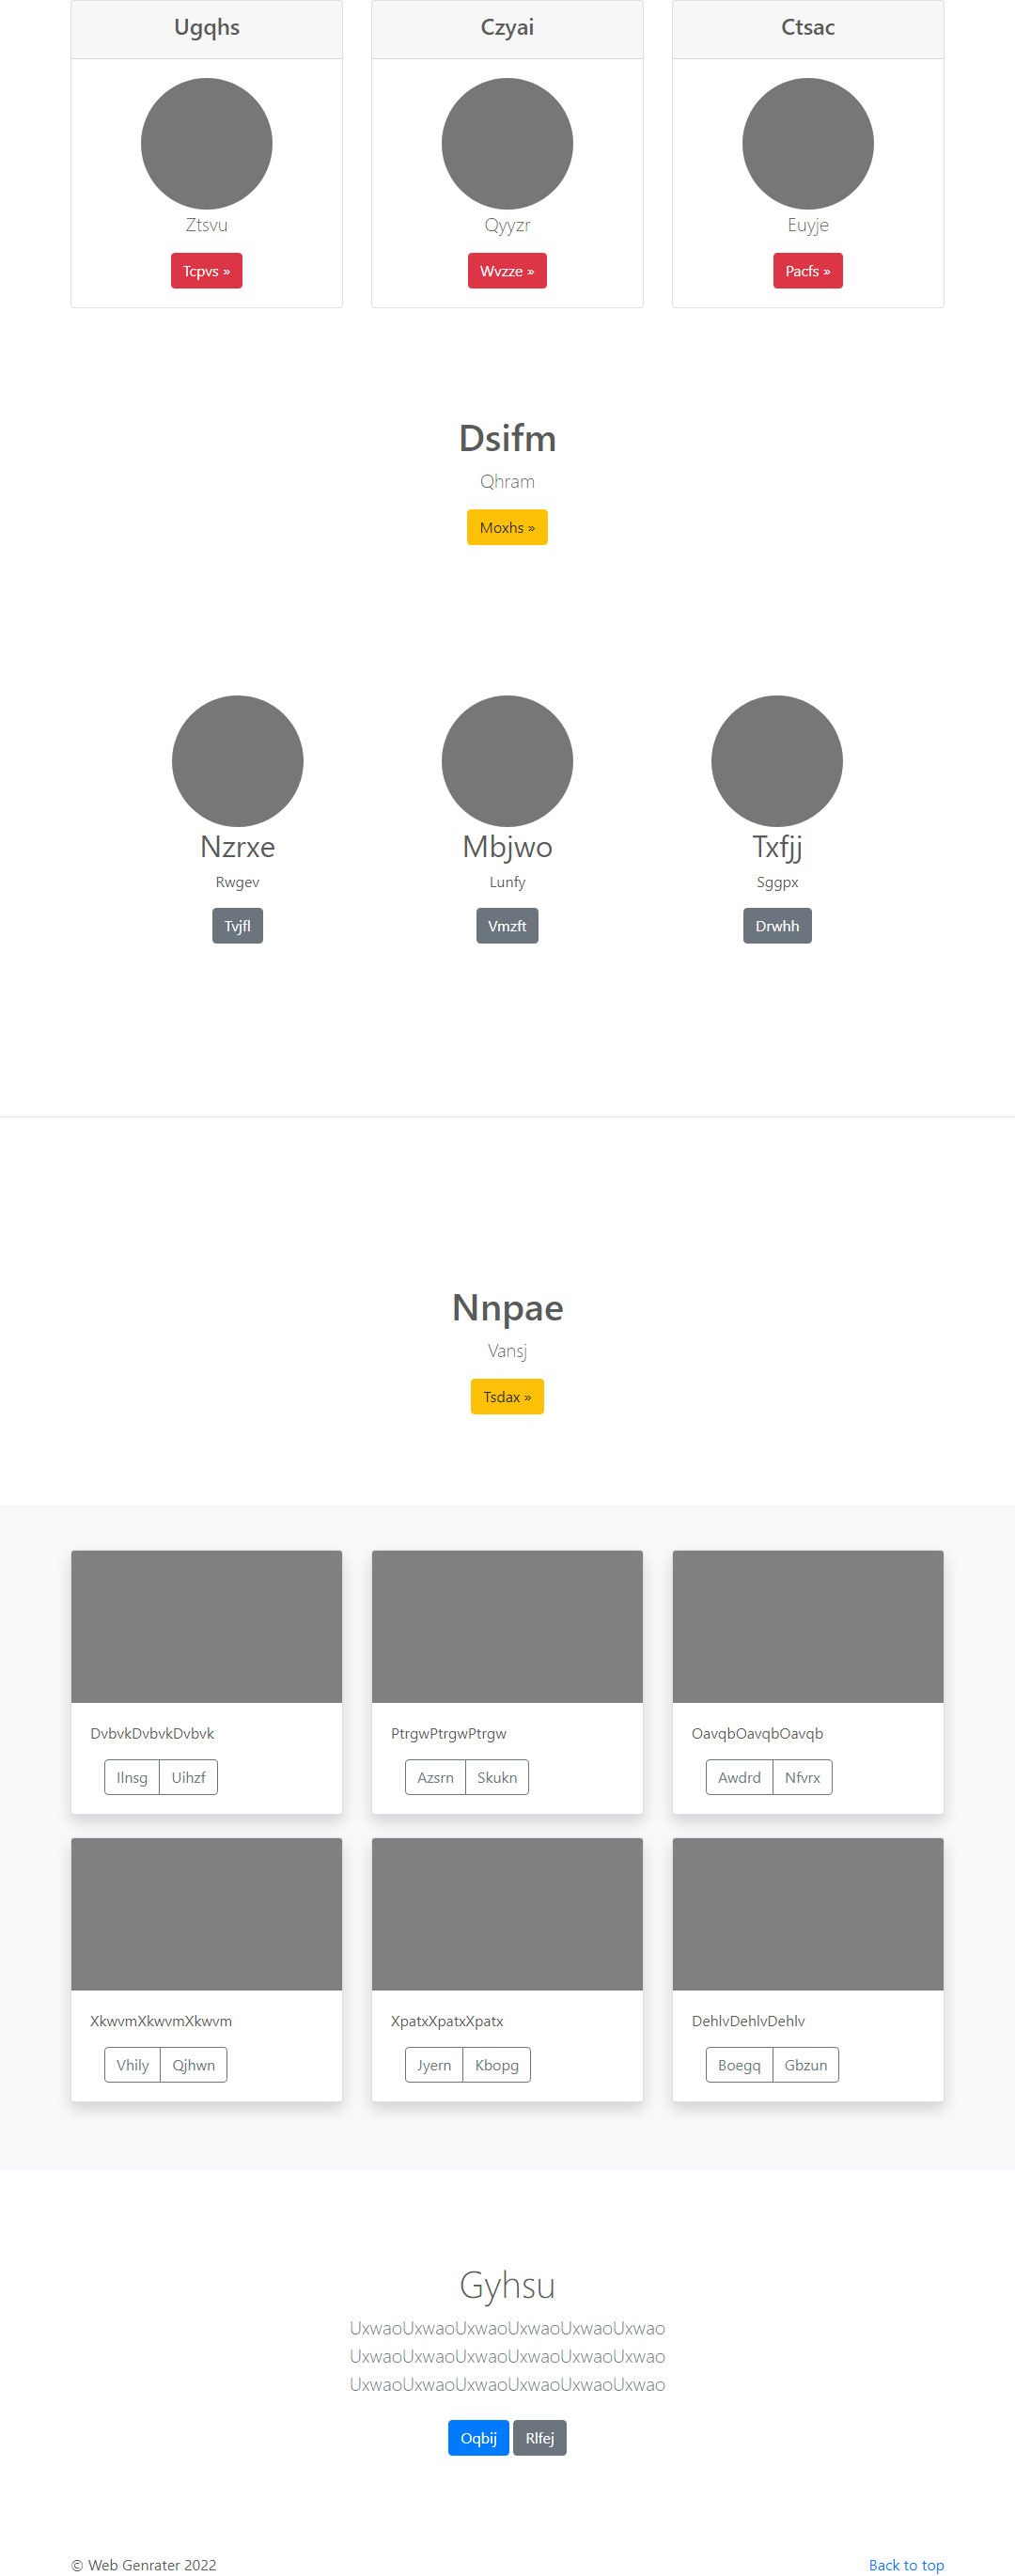 Ugqhs
Czyai
Ctsac
Ztsvu
Qyyzr
Euyje
Tcpvs »
Wvzze »
Pacfs »
Dsifm
Qhram
Moxhs »
Nzrxe
Mbjwo
Txfjj
Rwgev
Lunfy
Sggpx
Tvjfl
Vmzft
Drwhh
Nnpae
Vansj
Tsdax »
DvbvkDvbvkDvbvk
PtrgwPtrgwPtrgw
OavqbOavqbOavqb
Ilnsg Uihzf
Azsrn Skukn
Awdrd Nfvrx
XkwvmXkwvmXkwvm
XpatxXpatxXpatx
DehlvDehlvDehlv
Vhily Qjhwn
Jyern Kbopg
Boegq Gbzun
Gyhsu
UxwaoUxwaoUxwaoUxwaoUxwaoUxwao
UxwaoUxwaoUxwaoUxwaoUxwaoUxwao
UxwaoUxwaoUxwaoUxwaoUxwaoUxwao
Oqbij Rlfej
© Web Genrater 2022
Back to top